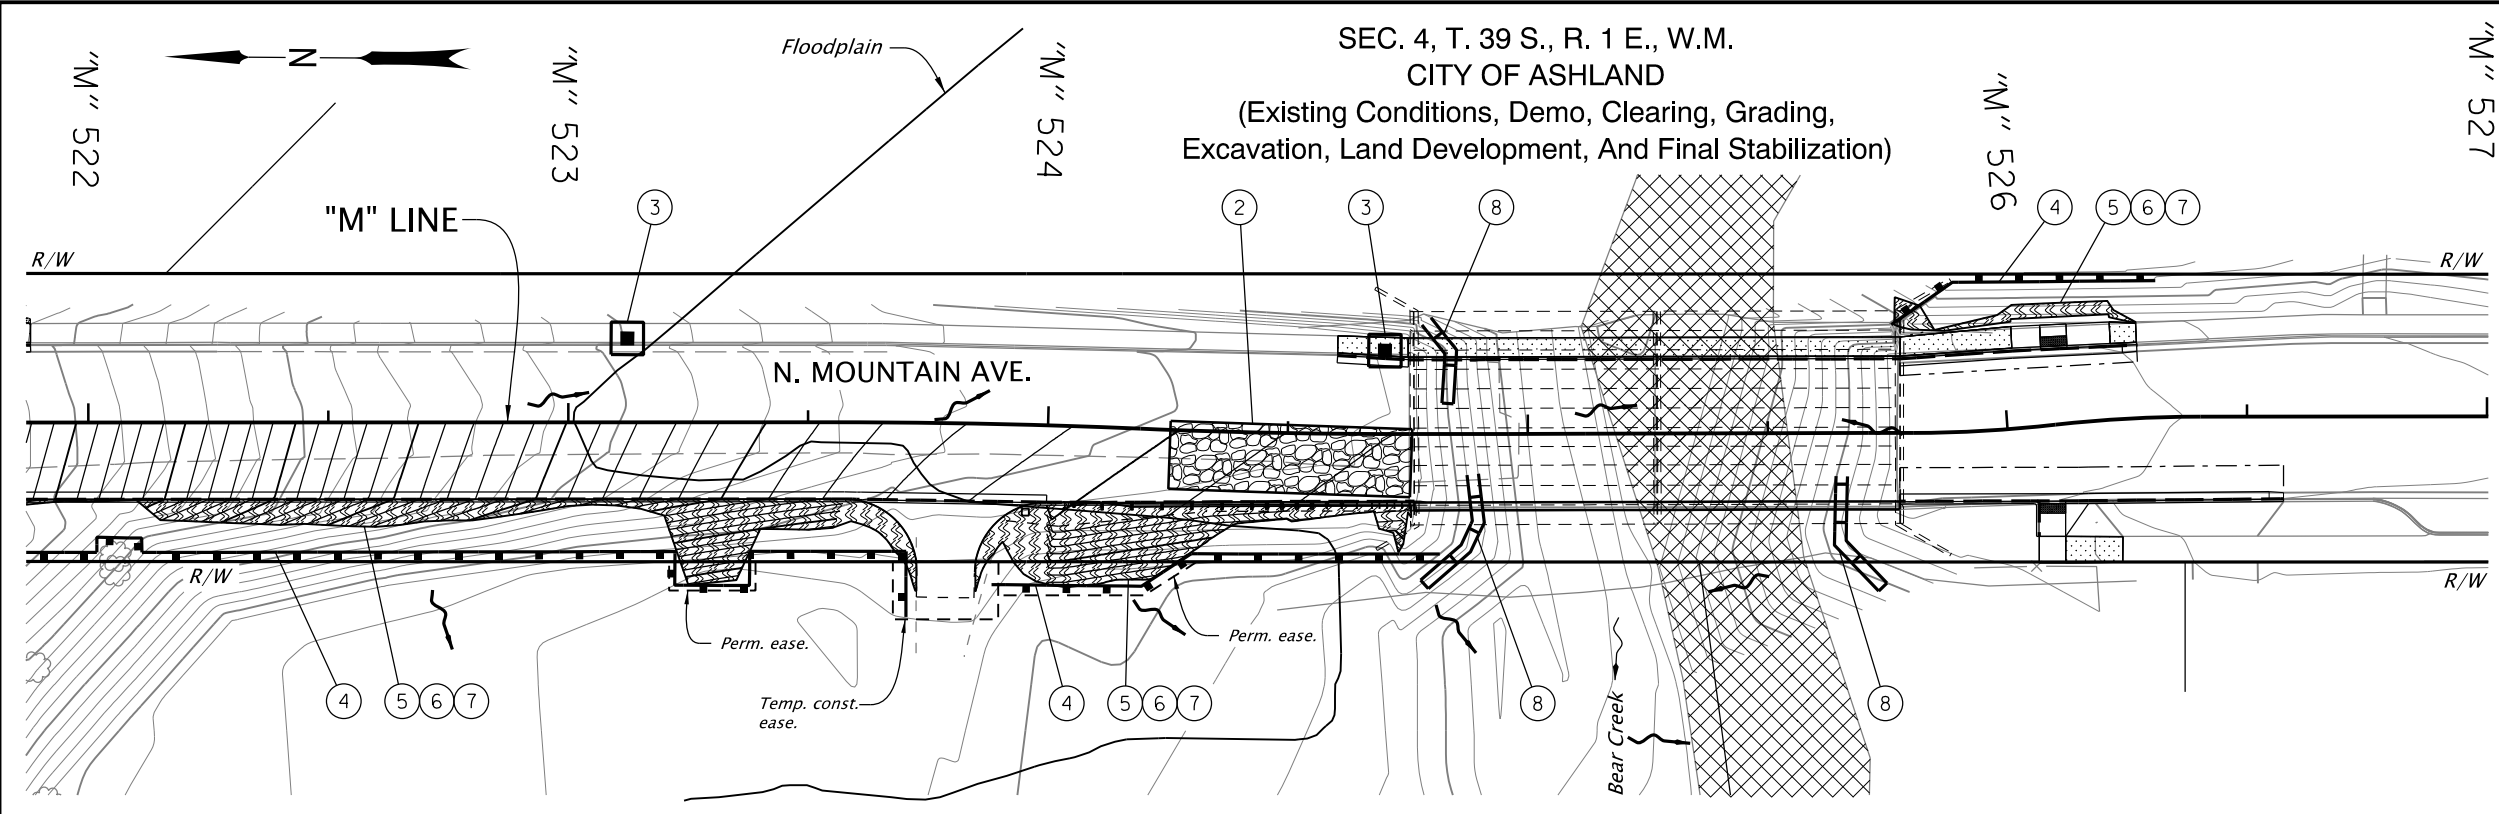 SEC. 4, T. 39 S., R. 1 E., W.M.
CITY OF ASHLAND
(Existing Conditions, Demo, Clearing, Grading,
Excavation, Land Development, And Final Stabilization)
"M" 522
N
"M" 523
Floodplain
"M" 524
"M" 526
"M" 527
"M" LINE
3
2
3
8
4
5 6 7
R/W
R/W
N. MOUNTAIN AVE.
R/W
R/W
Perm. ease.
Perm. ease.
Temp. const.
ease.
4
5 6 7
4
5 6 7
8
Bear Creek
8